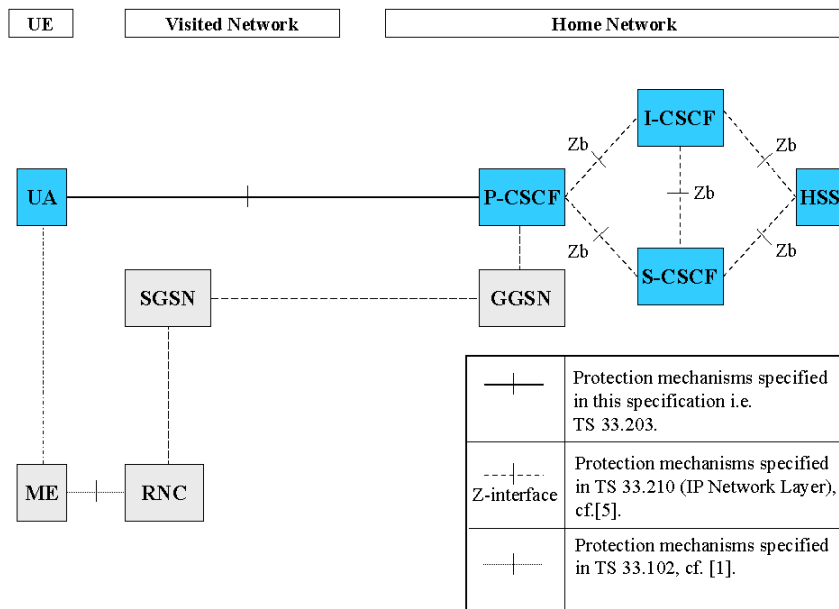 UE
Visited Network
Home Network
I-CSCF
Zb
Zb
UA
P-CSCF
Zb
HSS
Zb
Zb
S-CSCF
SGSN
GGSN
Protection mechanisms specified
in this specification i.e.
TS 33.203.
ME
RNC
Z-interface
Protection mechanisms specified
in TS 33.210 (IP Network Layer),
cf.[5].
Protection mechanisms specified
in TS 33.102, cf. [1].